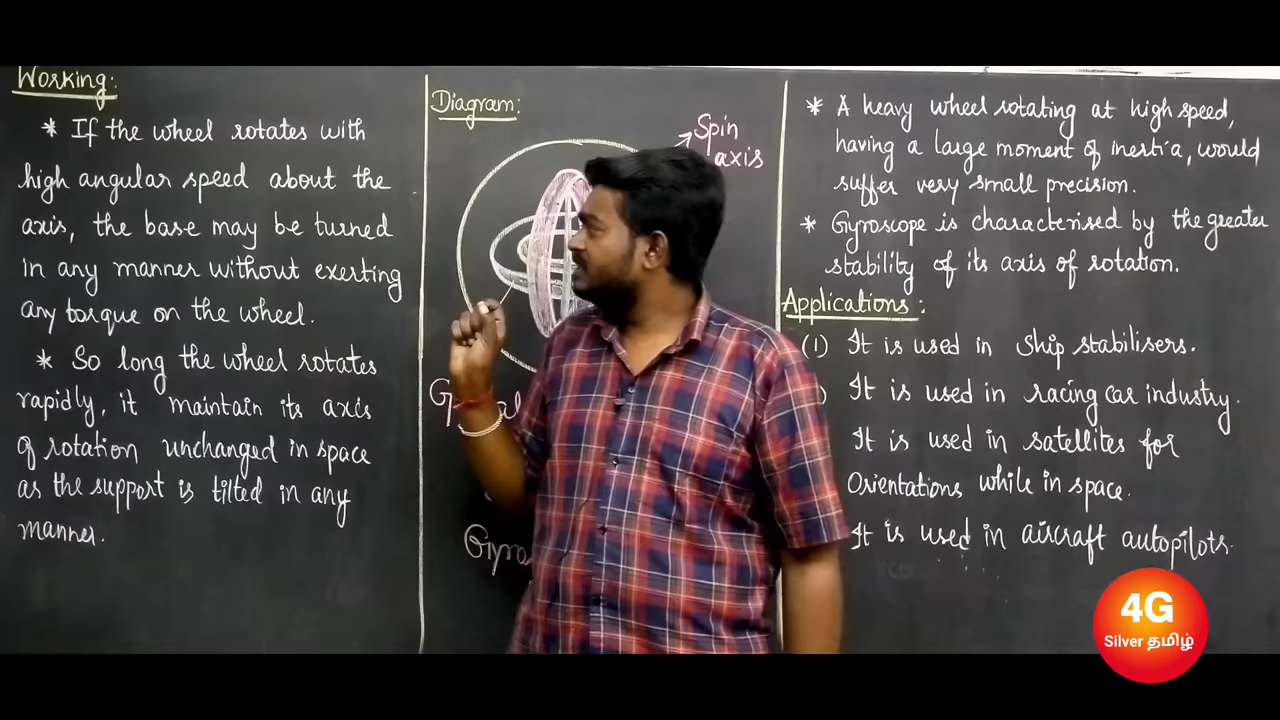 Working:
* If the wheel rotates with
high angular speed about the
axis, the base may be turned
in any manner without exerting
any torque on the wheel.
* So long the wheel rotates
rapidly, it maintain its axis
of rotation unchanged in space
as the support is tilted in any
manner.
Diagram:
Spin
axis
* A heavy wheel rotating at high speed,
having a large moment of inertia, would
suffer very small precision.
* Gyroscope is characterised by the greater
stability of its axis of rotation.
Applications:
(1) It is used in ship stabilisers.
It is used in racing car industry.
It is used in satellites for
Orientations while in space.
It is used in aircraft autopilots.
4G
Silver தமிழ்